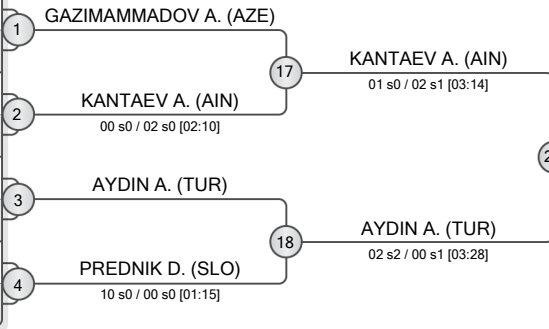 GAZIMAMMADOV A. (AZE)
1
17
KANTAEV A. (AIN)
01 s0 / 02 s1 [03:14]
KANTAEV A. (AIN)
2
00 s0 / 02 s0 [02:10]
2
AYDIN A. (TUR)
3
18
AYDIN A. (TUR)
02 s2 / 00 s1 [03:28]
PREDNIK D. (SLO)
4
10 s0 / 00 s0 [01:15]